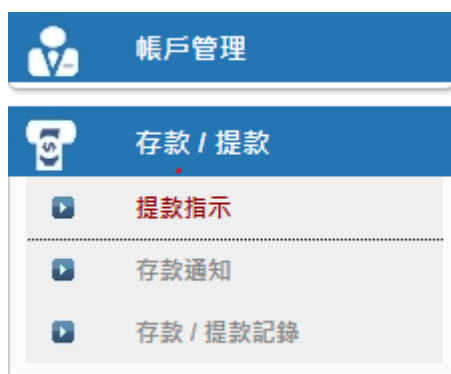 帳戶管理
存款 / 提款
提款指示
存款通知
存款 / 提款記錄